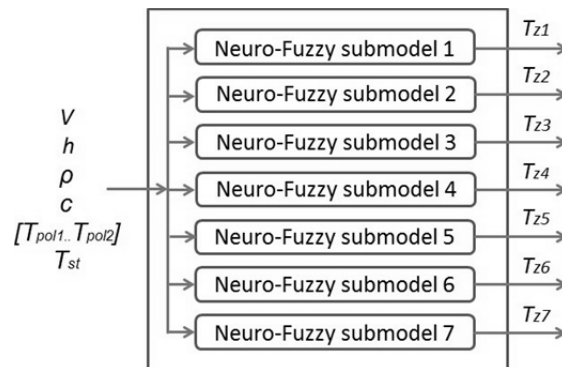 V
h
ρ
c
[Tpol1.. Tpol2]
Tst
Neuro-Fuzzy submodel 1
Tz1
Neuro-Fuzzy submodel 2
Tz2
Neuro-Fuzzy submodel 3
Tz3
Neuro-Fuzzy submodel 4
Tz4
Neuro-Fuzzy submodel 5
Tz5
Neuro-Fuzzy submodel 6
Tz6
Neuro-Fuzzy submodel 7
Tz7